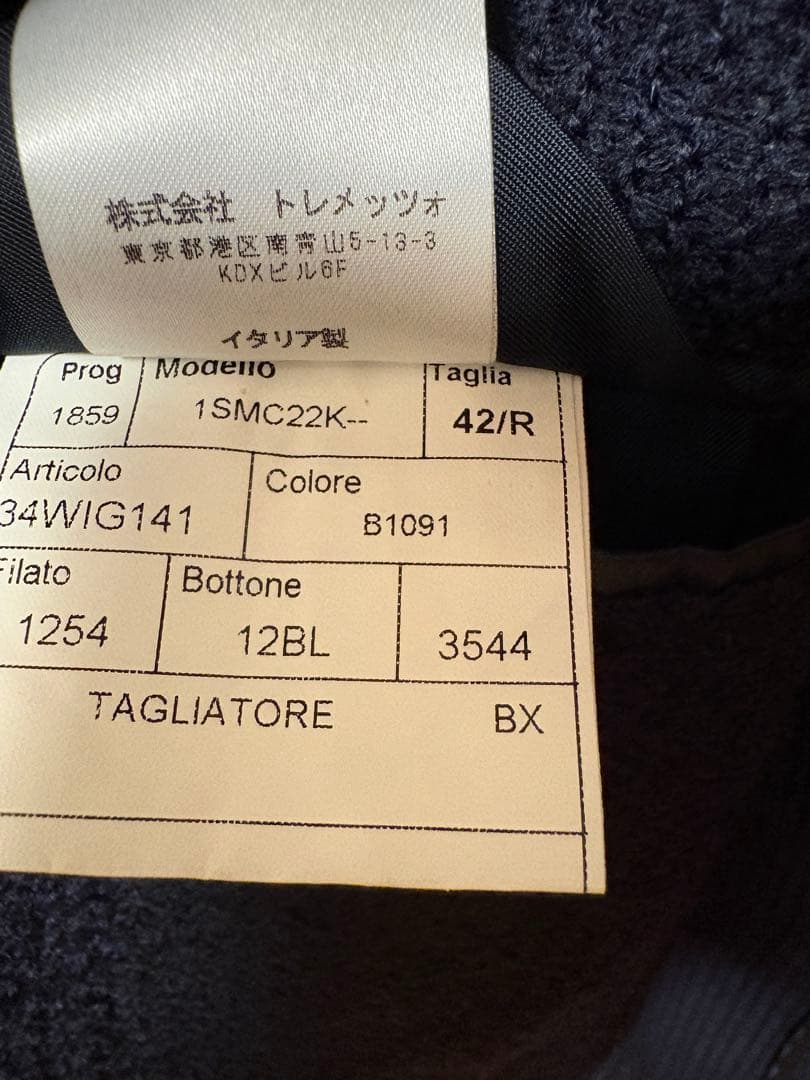 株式会社 トレメッツォ
東京都港区南青山5-13-3
KDXビル6F
イタリア製
Prog Modello Taglia
1859 1SMC22K-- 42/R
Articolo Colore
34WIG141 B1091
Filato Bottone
1254 12BL 3544
TAGLIATORE BX